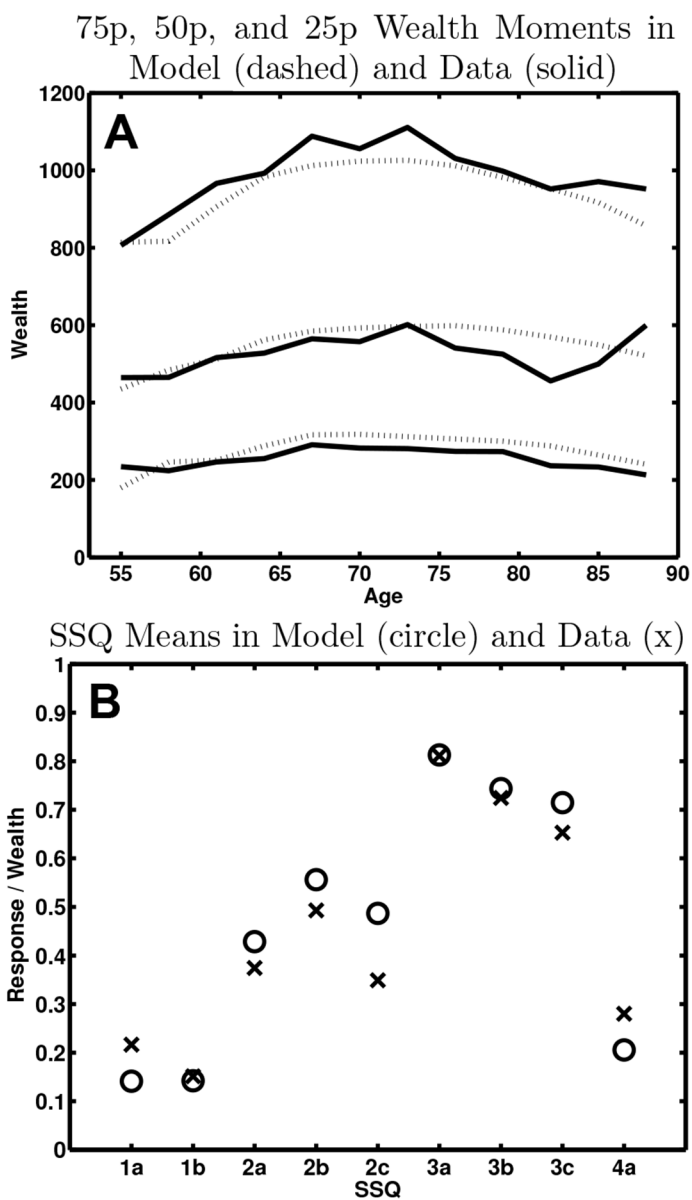 75p, 50p, and 25p Wealth Moments in
Model (dashed) and Data (solid)
A
1200
1000
800
600
400
200
0
Wealth
55 60 65 70 75 80 85 90
Age
SSQ Means in Model (circle) and Data (x)
B
1
0.9
0.8
0.7
0.6
0.5
0.4
0.3
0.2
0.1
0
Response / Wealth
1a 1b 2a 2b 2c 3a 3b 3c 4a
SSQ